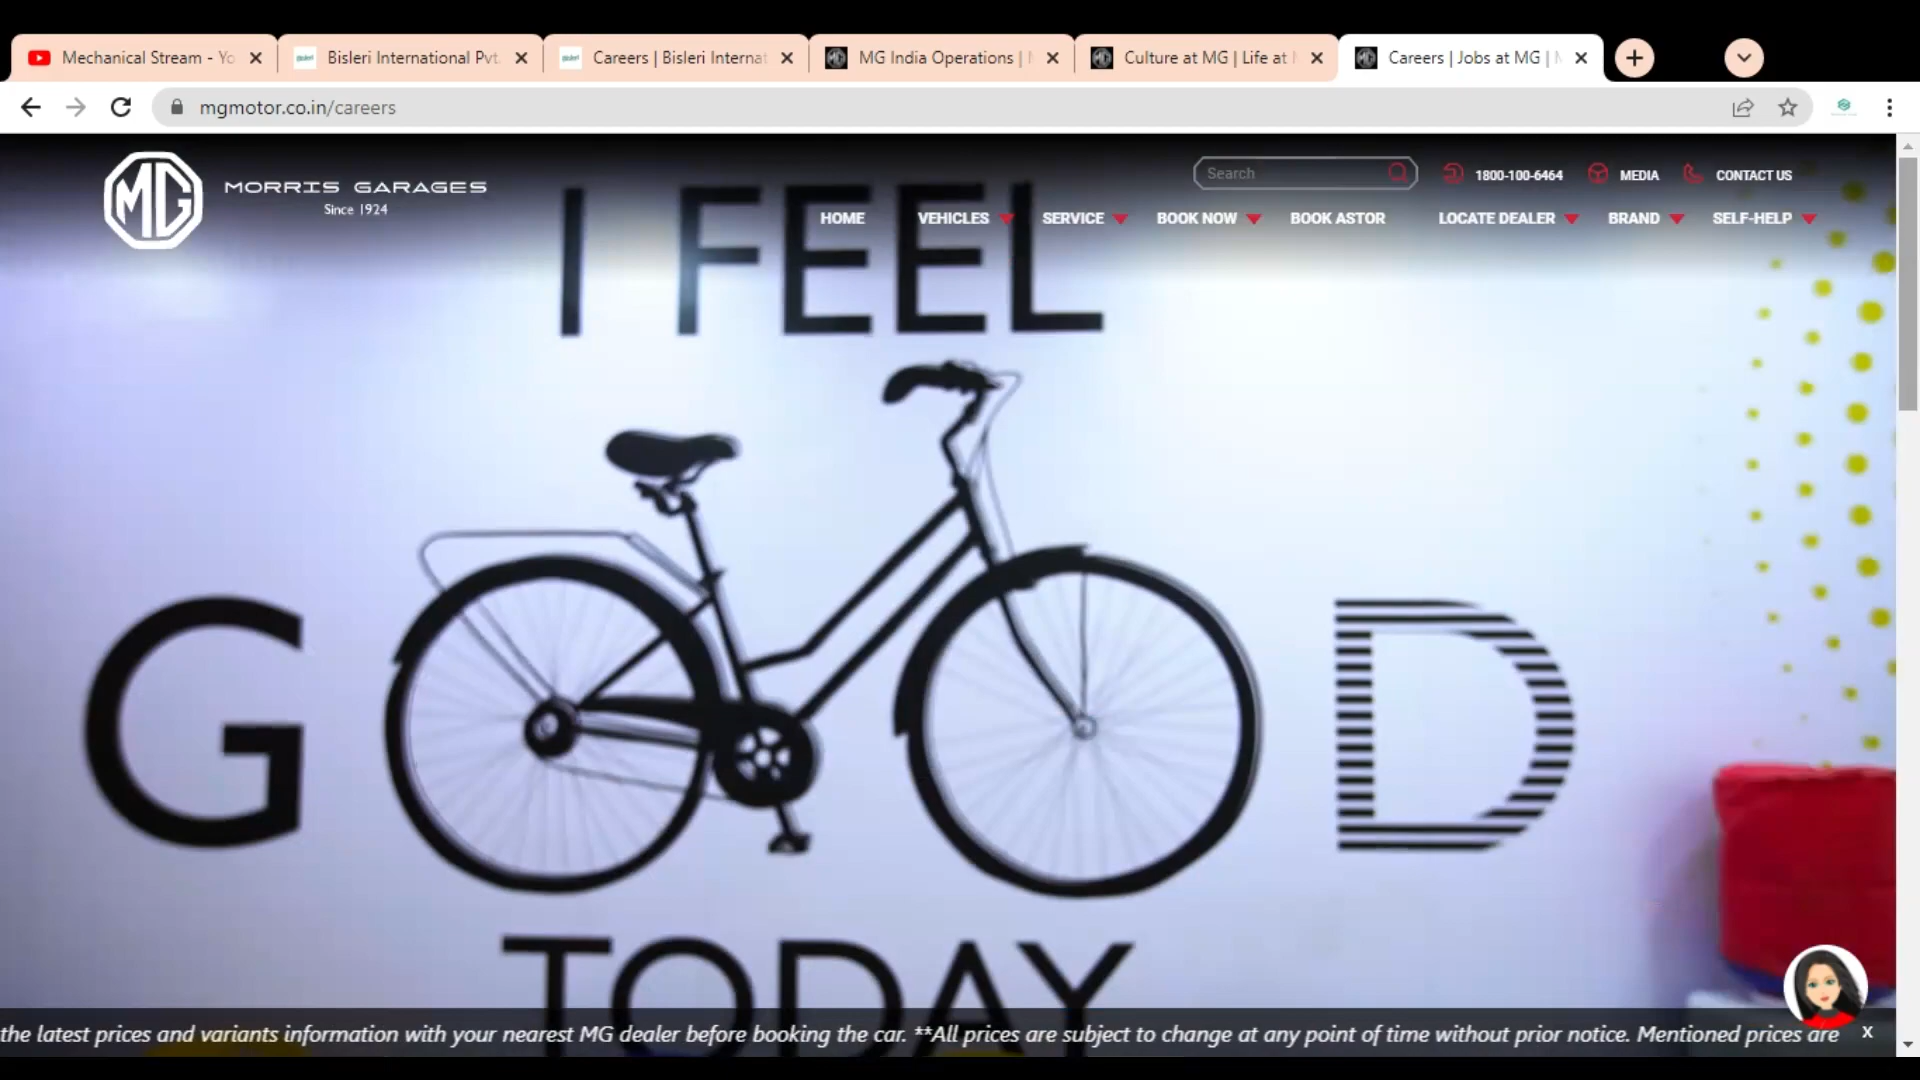 Mechanical Stream - Yo
Bisleri International Pvt
Careers | Bisleri Internat
MG India Operations |
Culture at MG | Life at
Careers | Jobs at MG |
mgmotor.co.in/careers
MG
MORRIS GARAGES
Since 1924
Search
1800-100-6464
MEDIA
CONTACT US
HOME
VEHICLES
SERVICE
BOOK NOW
BOOK ASTOR
LOCATE DEALER
BRAND
SELF-HELP
I FEEL
G D
TODAY
the latest prices and variants information with your nearest MG dealer before booking the car. **All prices are subject to change at any point of time without prior notice. Mentioned prices are
x